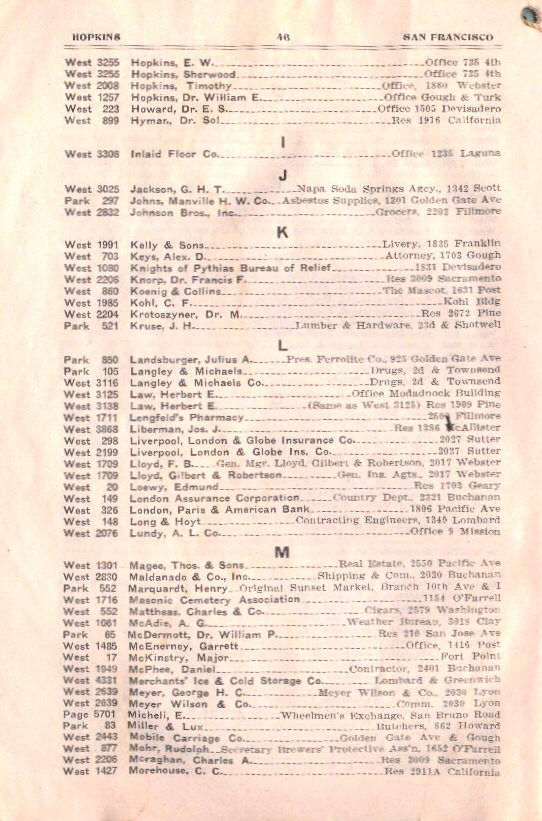 HOPKINS 46 SAN FRANCISCO
West 3255 Hopkins, E. W. Office 735 4th
West 3255 Hopkins, Sherwood Office 735 4th
West 2008 Hopkins, Timothy Office, 1860 Webster
West 1257 Hopkins, Dr. William E. Office Gough & Turk
West 223 Howard, Dr. E. S. Office 1505 Devisadero
West 899 Hyman, Dr. Sol Res 1916 California
I
West 3308 Inlaid Floor Co. Office 1235 Laguna
J
West 3025 Jackson, G. H. T. Napa Soda Springs Agcy., 1342 Scott
Park 297 Johns, Manville H. W. Co. Asbestos Supplies, 1201 Golden Gate Ave
West 2832 Johnson Bros., Inc. Grocers, 2203 Fillmore
K
West 1991 Kelly & Sons Livery, 1835 Franklin
West 703 Keys, Alex. D. Attorney, 1703 Gough
West 1080 Knights of Pythias Bureau of Relief 1831 Devisadero
West 2206 Knorp, Dr. Francis F. Res 3009 Sacramento
West 860 Koenig & Collins The Mascot, 1631 Post
West 1985 Kohl, C. F. Kohl Bldg
West 2204 Krotoszyner, Dr. M. Res 2672 Pine
Park 521 Kruse, J. H. Lumber & Hardware, 23d & Shotwell
L
Park 850 Landsburger, Julius A. Pres. Ferrolite Co., 925 Golden Gate Ave
Park 105 Langley & Michaels Drugs, 2d & Townsend
West 3116 Langley & Michaels Co. Drugs, 2d & Townsend
West 3125 Law, Herbert E. Office Modadnock Building
West 3138 Law, Herbert E. (Same as West 3125) Res 1909 Pine
West 1711 Lengfeld's Pharmacy Fillmore
West 3868 Liberman, Jos. J. Res 1386 McAllister
West 298 Liverpool, London & Globe Insurance Co. 2027 Sutter
West 2199 Liverpool, London & Globe Ins. Co. 2027 Sutter
West 1709 Lloyd, F. B. Gen. Mgr. Lloyd, Gilbert & Robertson, 2017 Webster
West 1709 Lloyd, Gilbert & Robertson Gen. Ins. Agts., 2017 Webster
West 20 Loewy, Edmund Res 1703 Geary
West 149 London Assurance Corporation Country Dept., 2321 Buchanan
West 326 London, Paris & American Bank 1806 Pacific Ave
West 148 Long & Hoyt Contracting Engineers, 1349 Lombard
West 2076 Lundy, A. L. Co. Office 9 Mission
M
West 1301 Magee, Thos. & Sons Real Estate, 2550 Pacific Ave
West 2830 Maldanado & Co., Inc. Shipping & Com., 2020 Buchanan
Park 552 Marquardt, Henry Original Sunset Market, Branch 10th Ave & I
West 1716 Masonic Cemetery Association 1154 O'Farrell
West 552 Mattheas, Charles & Co. Cigars, 2579 Washington
West 1061 McAdie, A. G. Weather Bureau, 3018 Clay
Park 65 McDermott, Dr. William P. Res 210 San Jose Ave
West 1485 McEnerney, Garrett Office, 1416 Post
West 17 McKinstry, Major Fort Point
West 1949 McPhee, Daniel Contractor, 2401 Buchanan
West 4331 Merchants' Ice & Cold Storage Co. Lombard & Greenwich
West 2639 Meyer, George H. C. Meyer Wilson & Co., 2030 Lyon
West 2639 Meyer Wilson & Co. Comm. 2030 Lyon
Page 5701 Micheli, E. Wheelmen's Exchange, San Bruno Road
Park 83 Miller & Lux Butchers, 862 Howard
West 2443 Mobile Carriage Co. Golden Gate Ave & Gough
West 877 Mohr, Rudolph Secretary Brewers' Protective Ass'n, 1652 O'Farrell
West 2206 Mcraghan, Charles A. Res 3009 Sacramento
West 1427 Morehouse, C. C. Res 2911A California